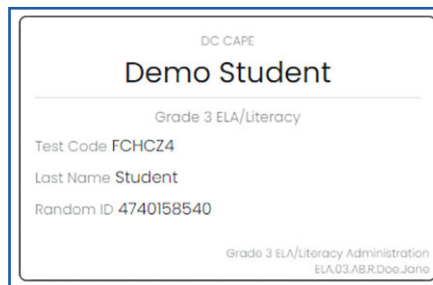 DC CAPE
Demo Student
Grade 3 ELA/Literacy
Test Code FCHCZ4
Last Name Student
Random ID 4740158540
Grade 3 ELA/Literacy Administration
ELA.03.AB.R.Doe.Jane